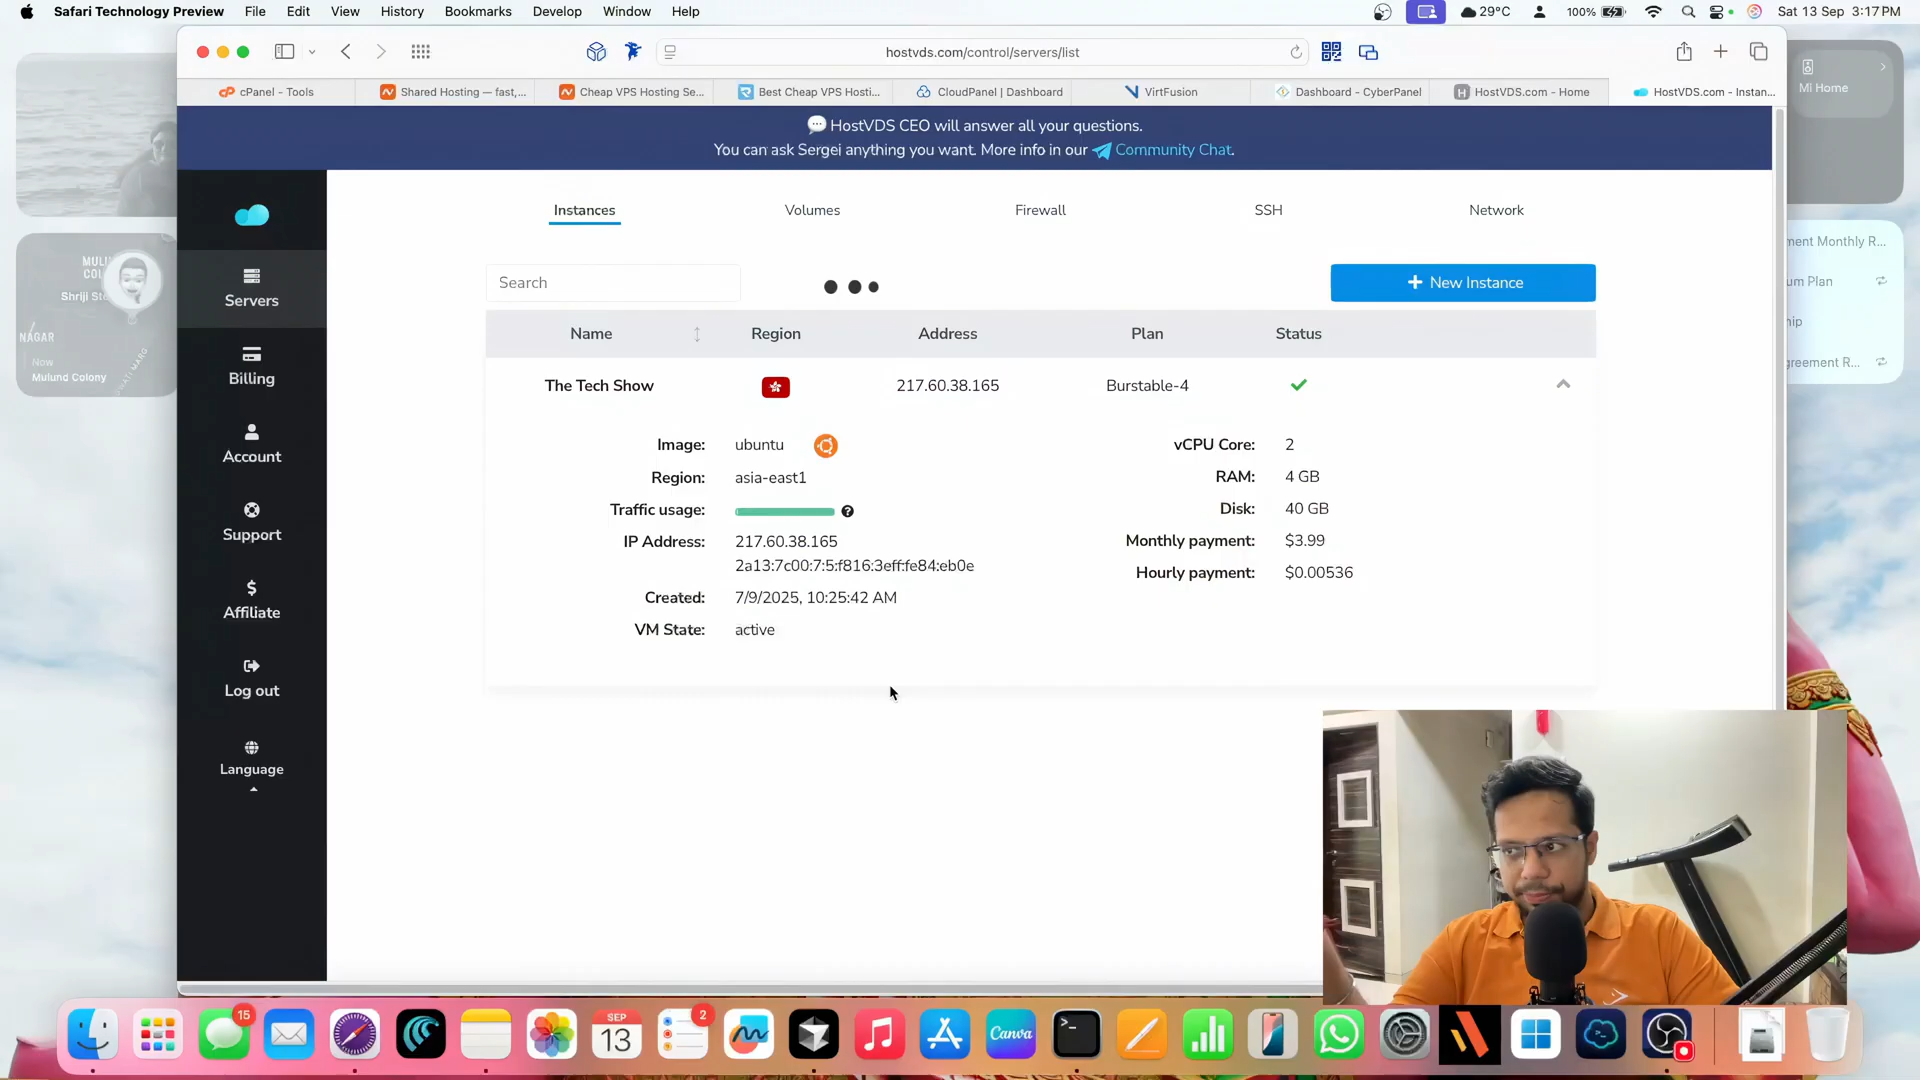 Safari Technology Preview File Edit View History Bookmarks Develop Window Help
29°C 100% Sat 13 Sep 3:17 PM
hostvds.com/control/servers/list
cPanel - Tools
Shared Hosting — fast,...
Cheap VPS Hosting Se...
Best Cheap VPS Hosti...
CloudPanel | Dashboard
VirtFusion
Dashboard - CyberPanel
HostVDS.com - Home
HostVDS.com - Instan...
HostVDS CEO will answer all your questions.
You can ask Sergei anything you want. More info in our Community Chat.
Servers
Billing
Account
Support
Affiliate
Log out
Language
Instances
Volumes
Firewall
SSH
Network
Search
+ New Instance
Name Region Address Plan Status
The Tech Show 217.60.38.165 Burstable-4
Image: ubuntu
Region: asia-east1
Traffic usage:
IP Address: 217.60.38.165
2a13:7c00:7:5:f816:3eff:fe84:eb0e
Created: 7/9/2025, 10:25:42 AM
VM State: active
vCPU Core: 2
RAM: 4 GB
Disk: 40 GB
Monthly payment: $3.99
Hourly payment: $0.00536
NAGAR
Now
Mulund Colony
Mi Home
ment Monthly R...
um Plan
hip
greement R...
15
SEP
13
2
Canva